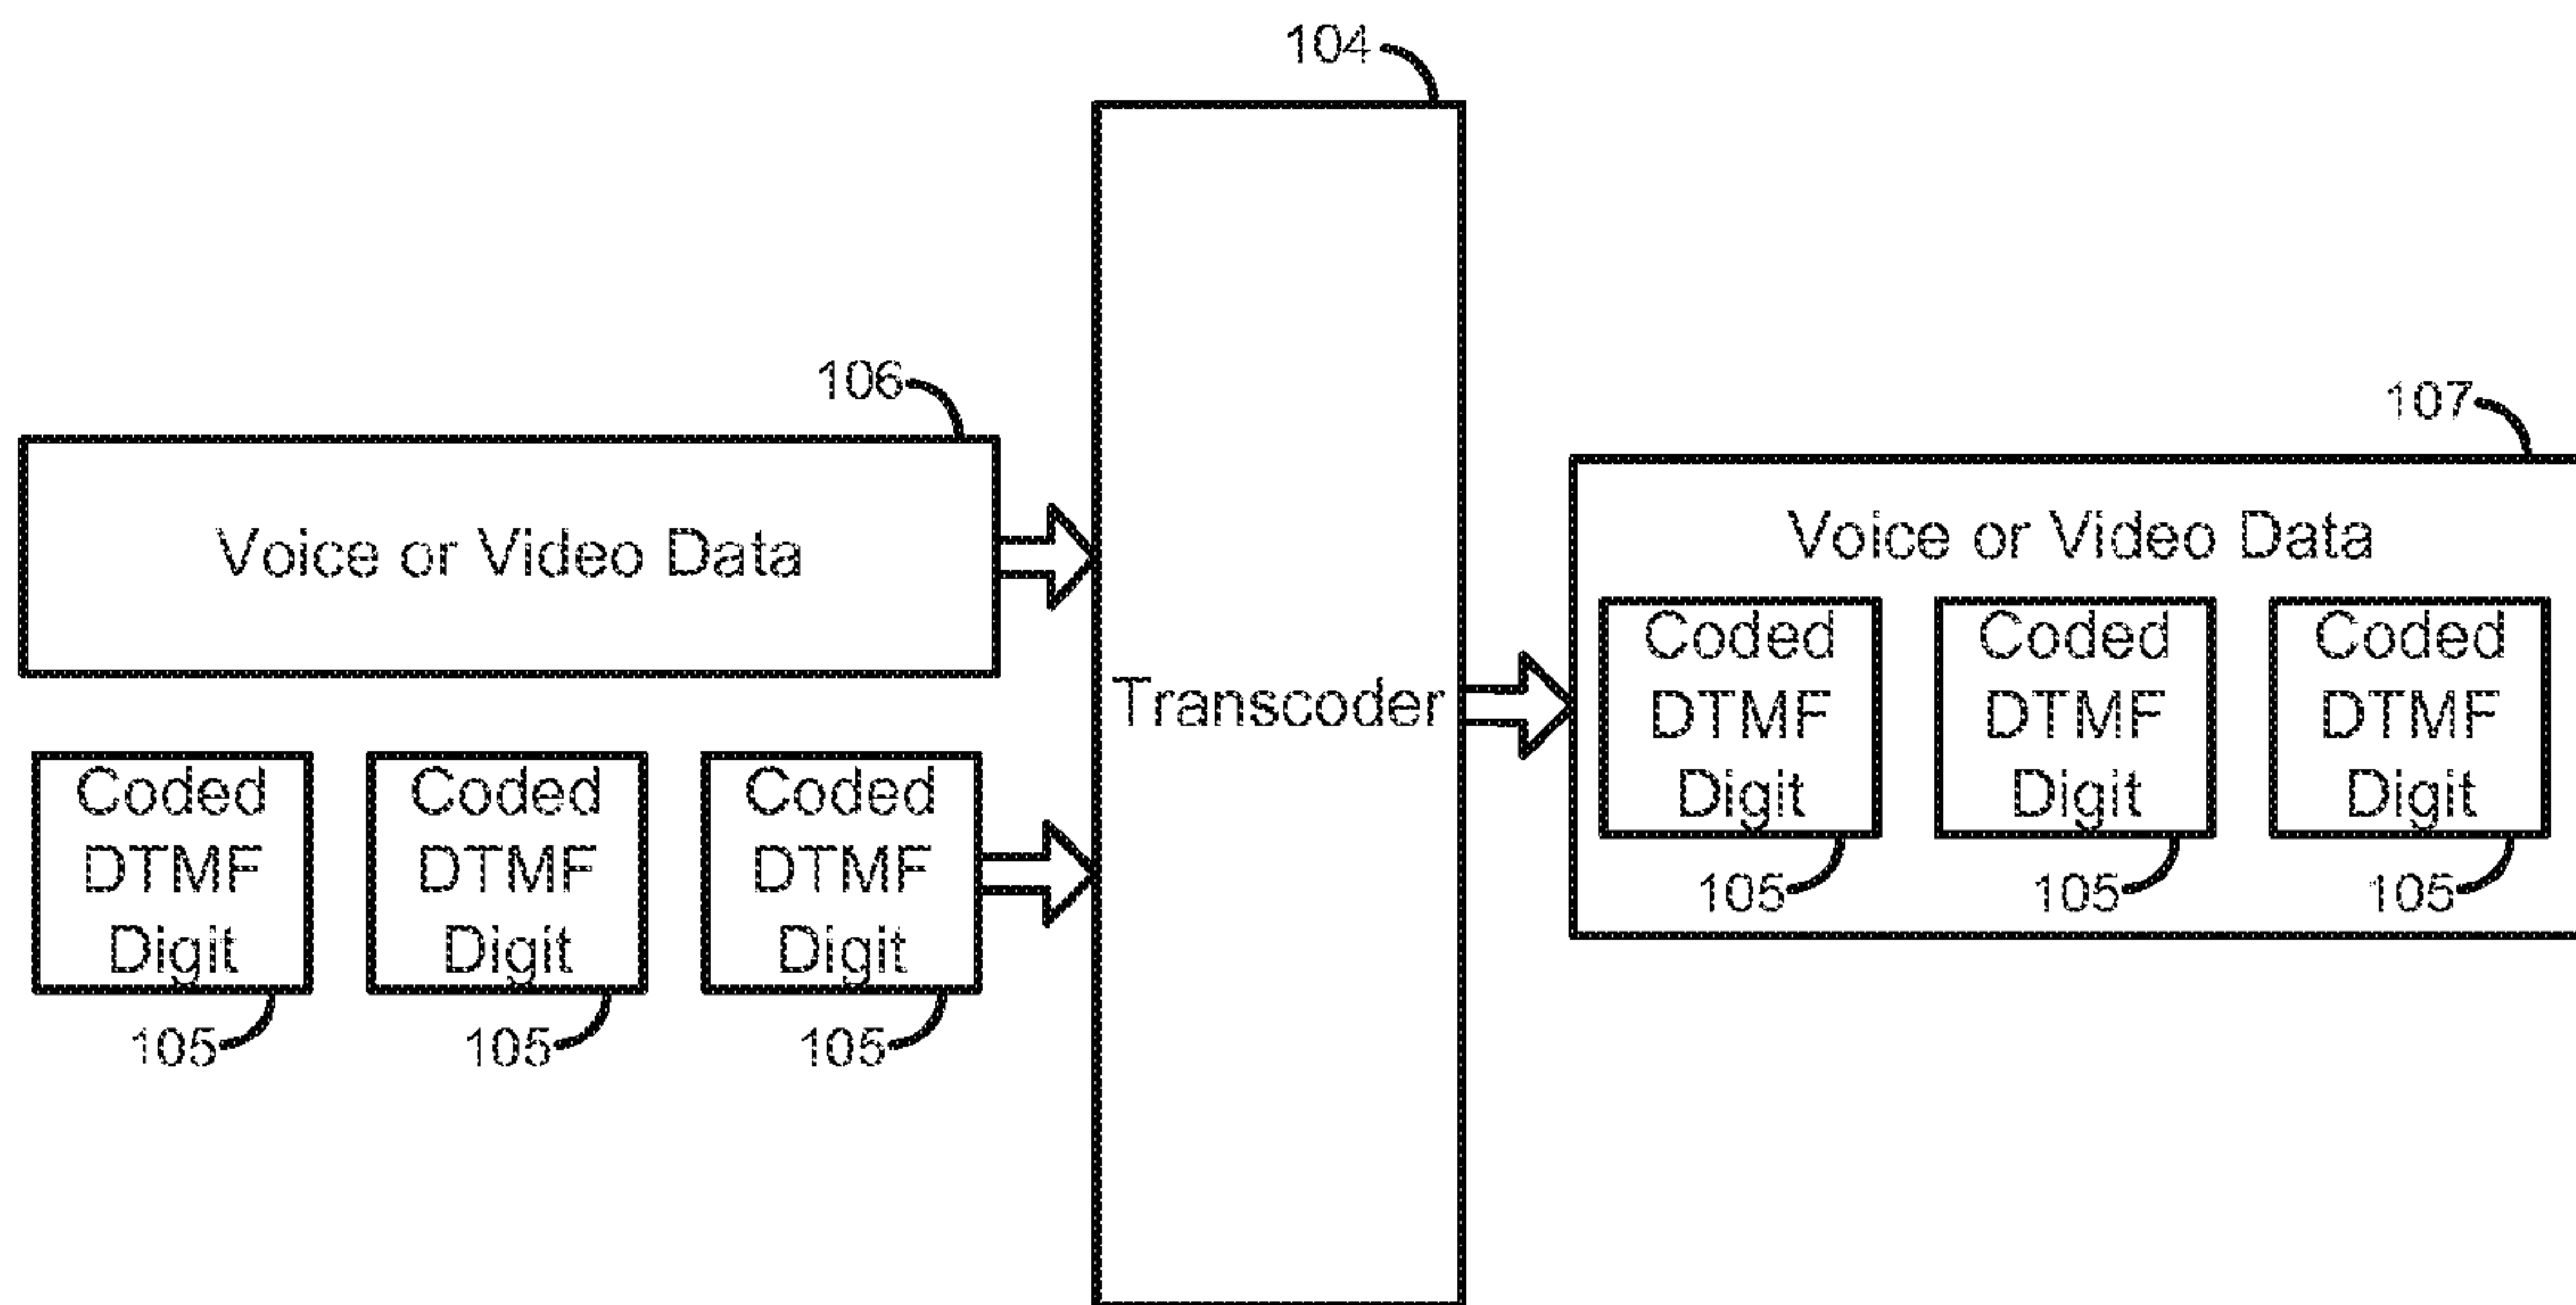 104
106
107
Voice or Video Data
Voice or Video Data
Coded
DTMF
Digit
Coded
DTMF
Digit
Coded
DTMF
Digit
105
105
105
Transcoder
Coded
DTMF
Digit
Coded
DTMF
Digit
Coded
DTMF
Digit
105
105
105